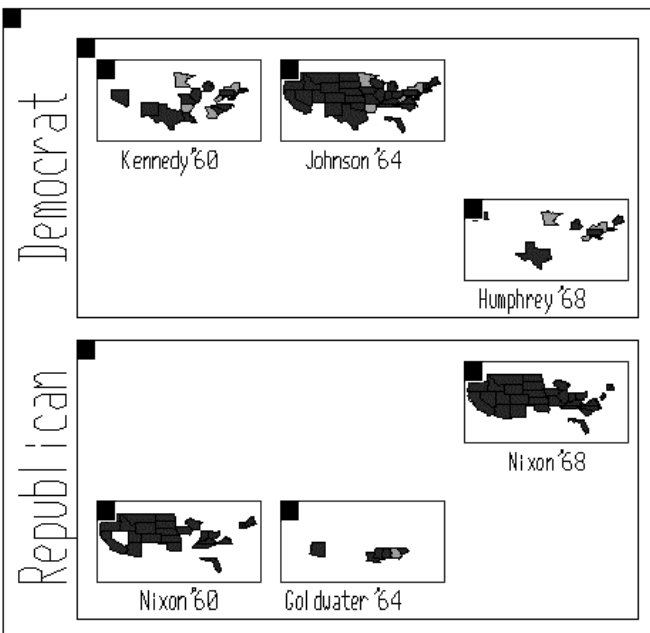 Democrat
Kennedy '60
Johnson '64
Humphrey '68
Republican
Nixon '68
Nixon '60
Goldwater '64